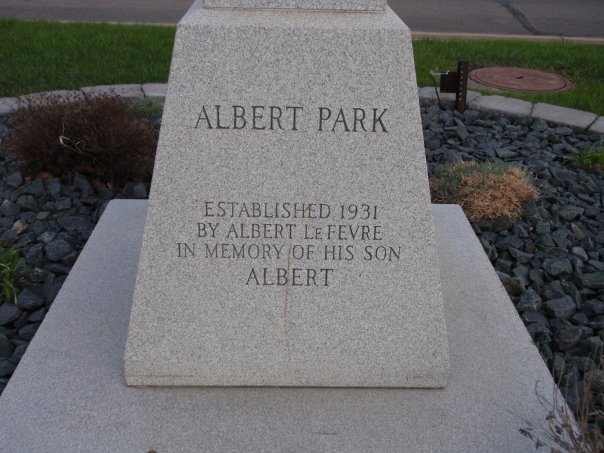 ALBERT PARK
ESTABLISHED 1931
BY ALBERT LEFEVRE
IN MEMORY OF HIS SON
ALBERT